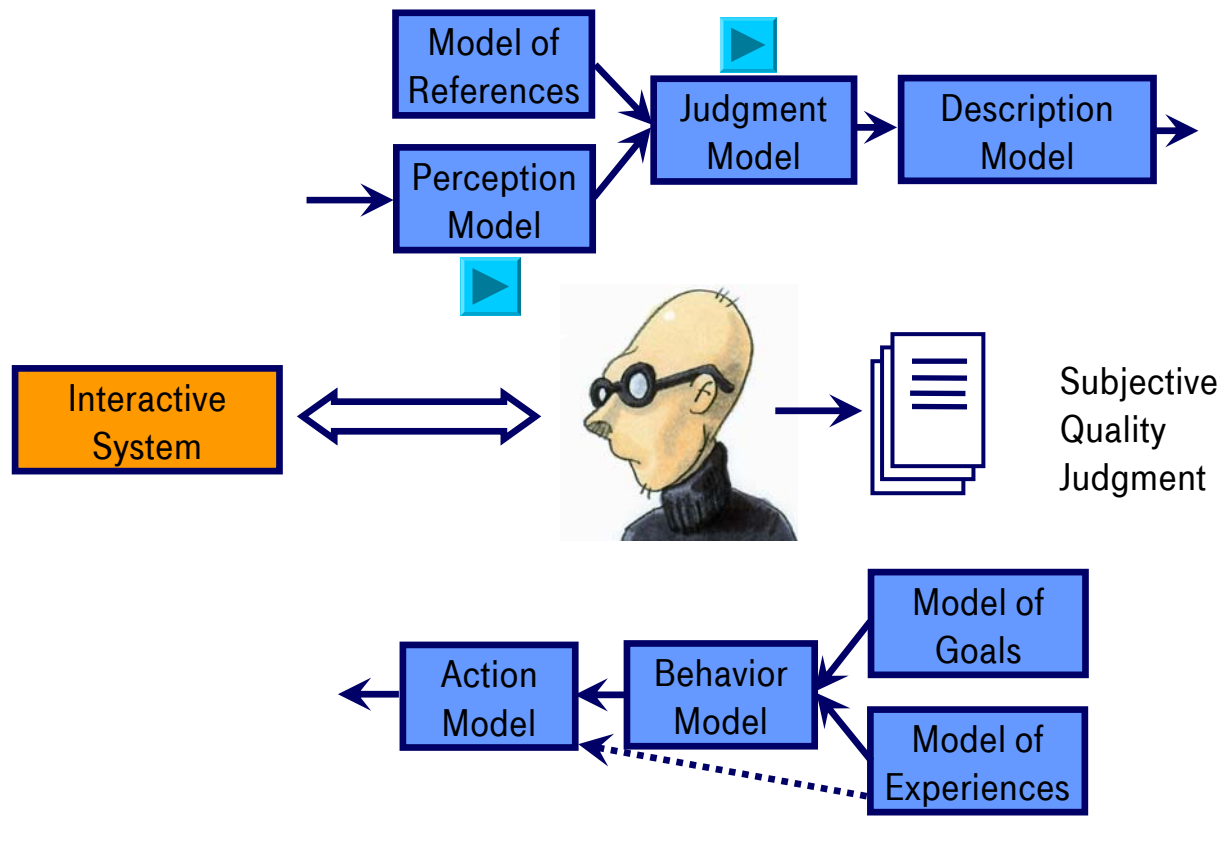 Model of
References
Judgment
Model
Description
Model
Perception
Model
Interactive
System
Subjective
Quality
Judgment
Model of
Goals
Action
Model
Behavior
Model
Model of
Experiences